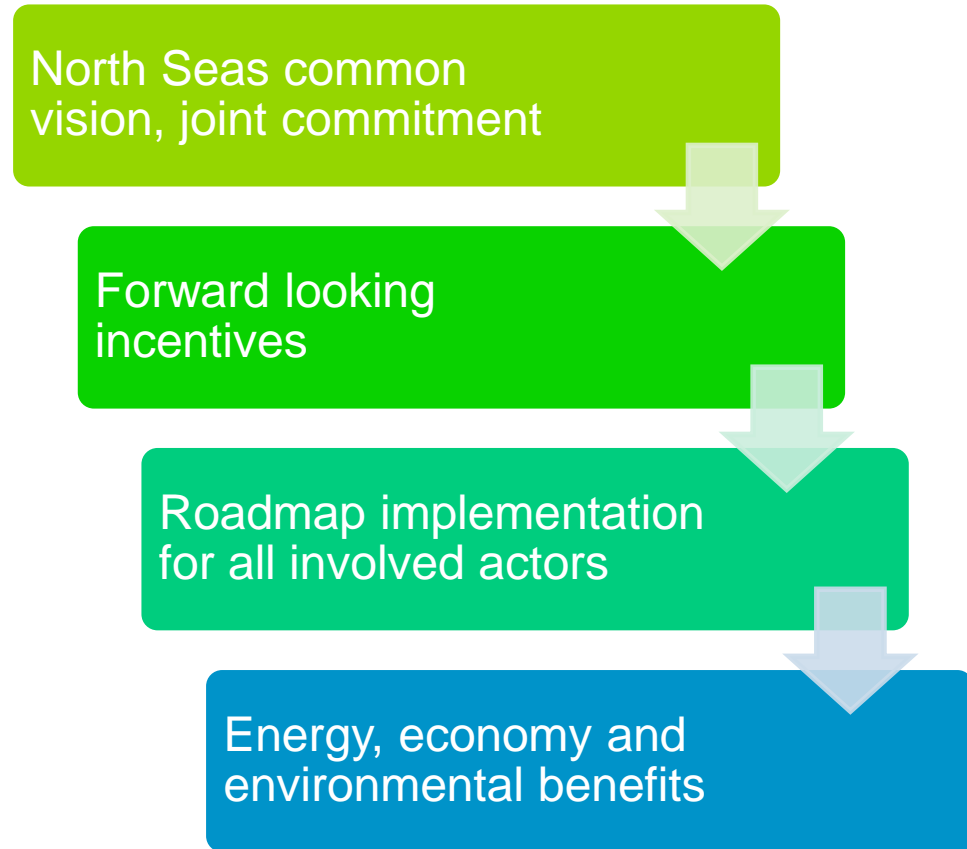 North Seas common
vision, joint commitment
Forward looking
incentives
Roadmap implementation
for all involved actors
Energy, economy and
environmental benefits